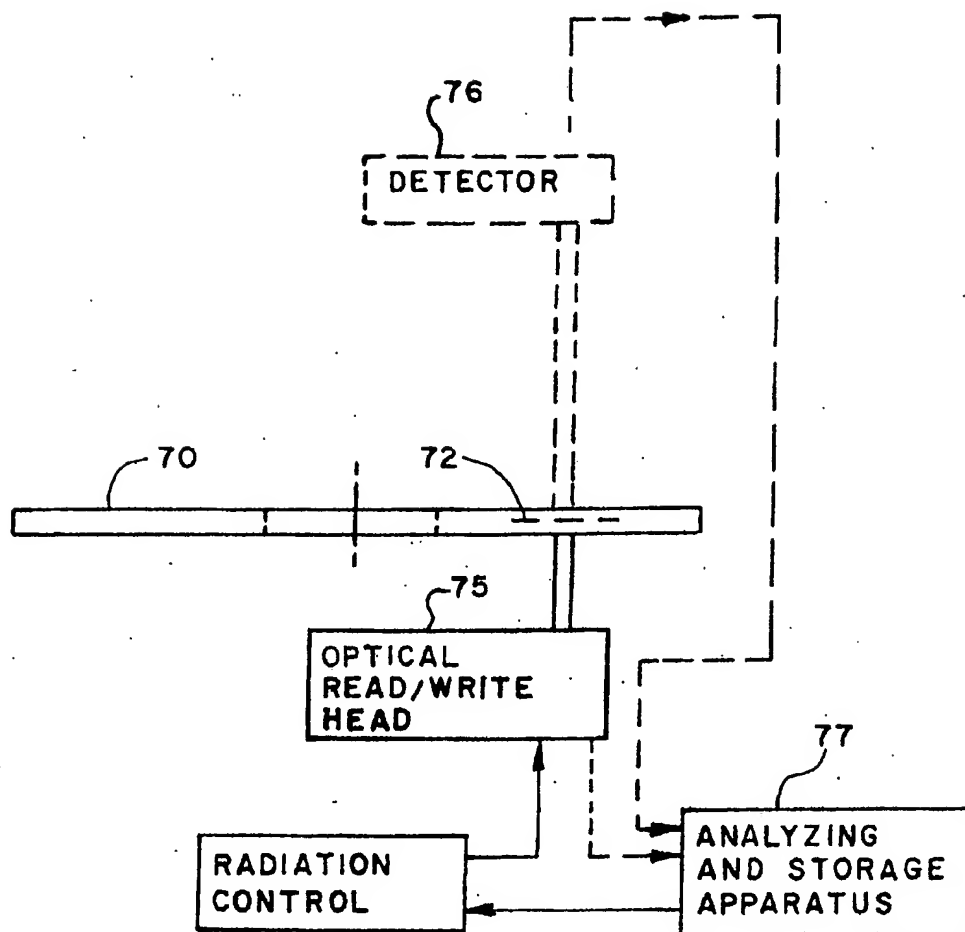 76
DETECTOR
70
72
75
OPTICAL
READ/WRITE
HEAD
77
RADIATION
CONTROL
ANALYZING
AND STORAGE
APPARATUS